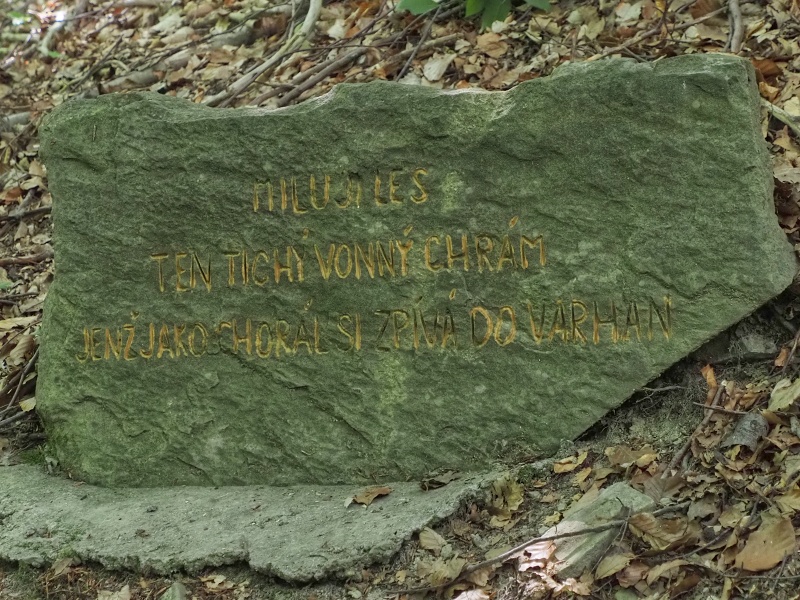 MILUJI LES
TEN TICHÝ VONNÝ CHRÁM
JENŽ JAKO CHORÁL SI ZPÍVÁ DO VARHAN